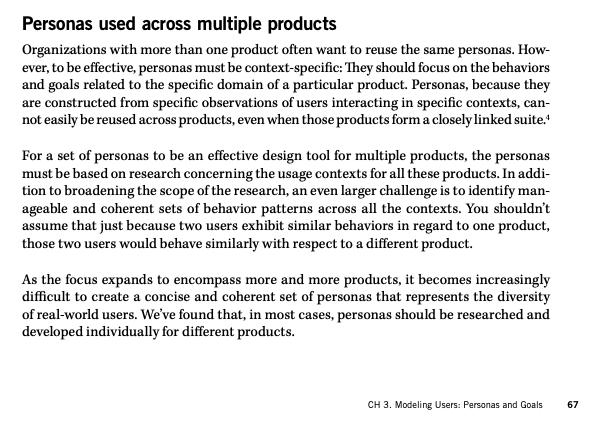 Personas used across multiple products
Organizations with more than one product often want to reuse the same personas. How-
ever, to be effective, personas must be context-specific: They should focus on the behaviors
and goals related to the specific domain of a particular product. Personas, because they
are constructed from specific observations of users interacting in specific contexts, can-
not easily be reused across products, even when those products form a closely linked suite.⁴
For a set of personas to be an effective design tool for multiple products, the personas
must be based on research concerning the usage contexts for all these products. In addi-
tion to broadening the scope of the research, an even larger challenge is to identify man-
ageable and coherent sets of behavior patterns across all the contexts. You shouldn't
assume that just because two users exhibit similar behaviors in regard to one product,
those two users would behave similarly with respect to a different product.
As the focus expands to encompass more and more products, it becomes increasingly
difficult to create a concise and coherent set of personas that represents the diversity
of real-world users. We've found that, in most cases, personas should be researched and
developed individually for different products.
CH 3. Modeling Users: Personas and Goals 67